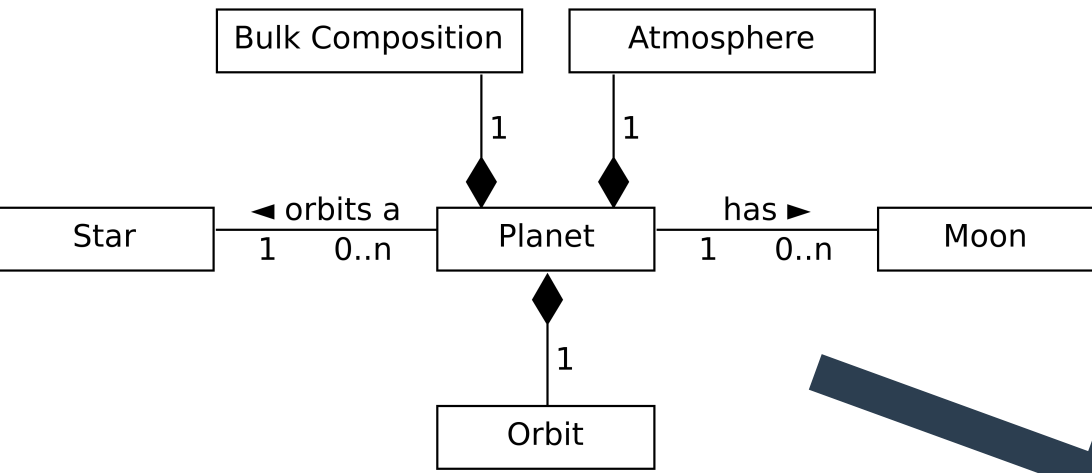 Bulk Composition
Atmosphere
1
1
◄ orbits a
has ►
Star
Planet
Moon
1
0..n
1
0..n
1
Orbit